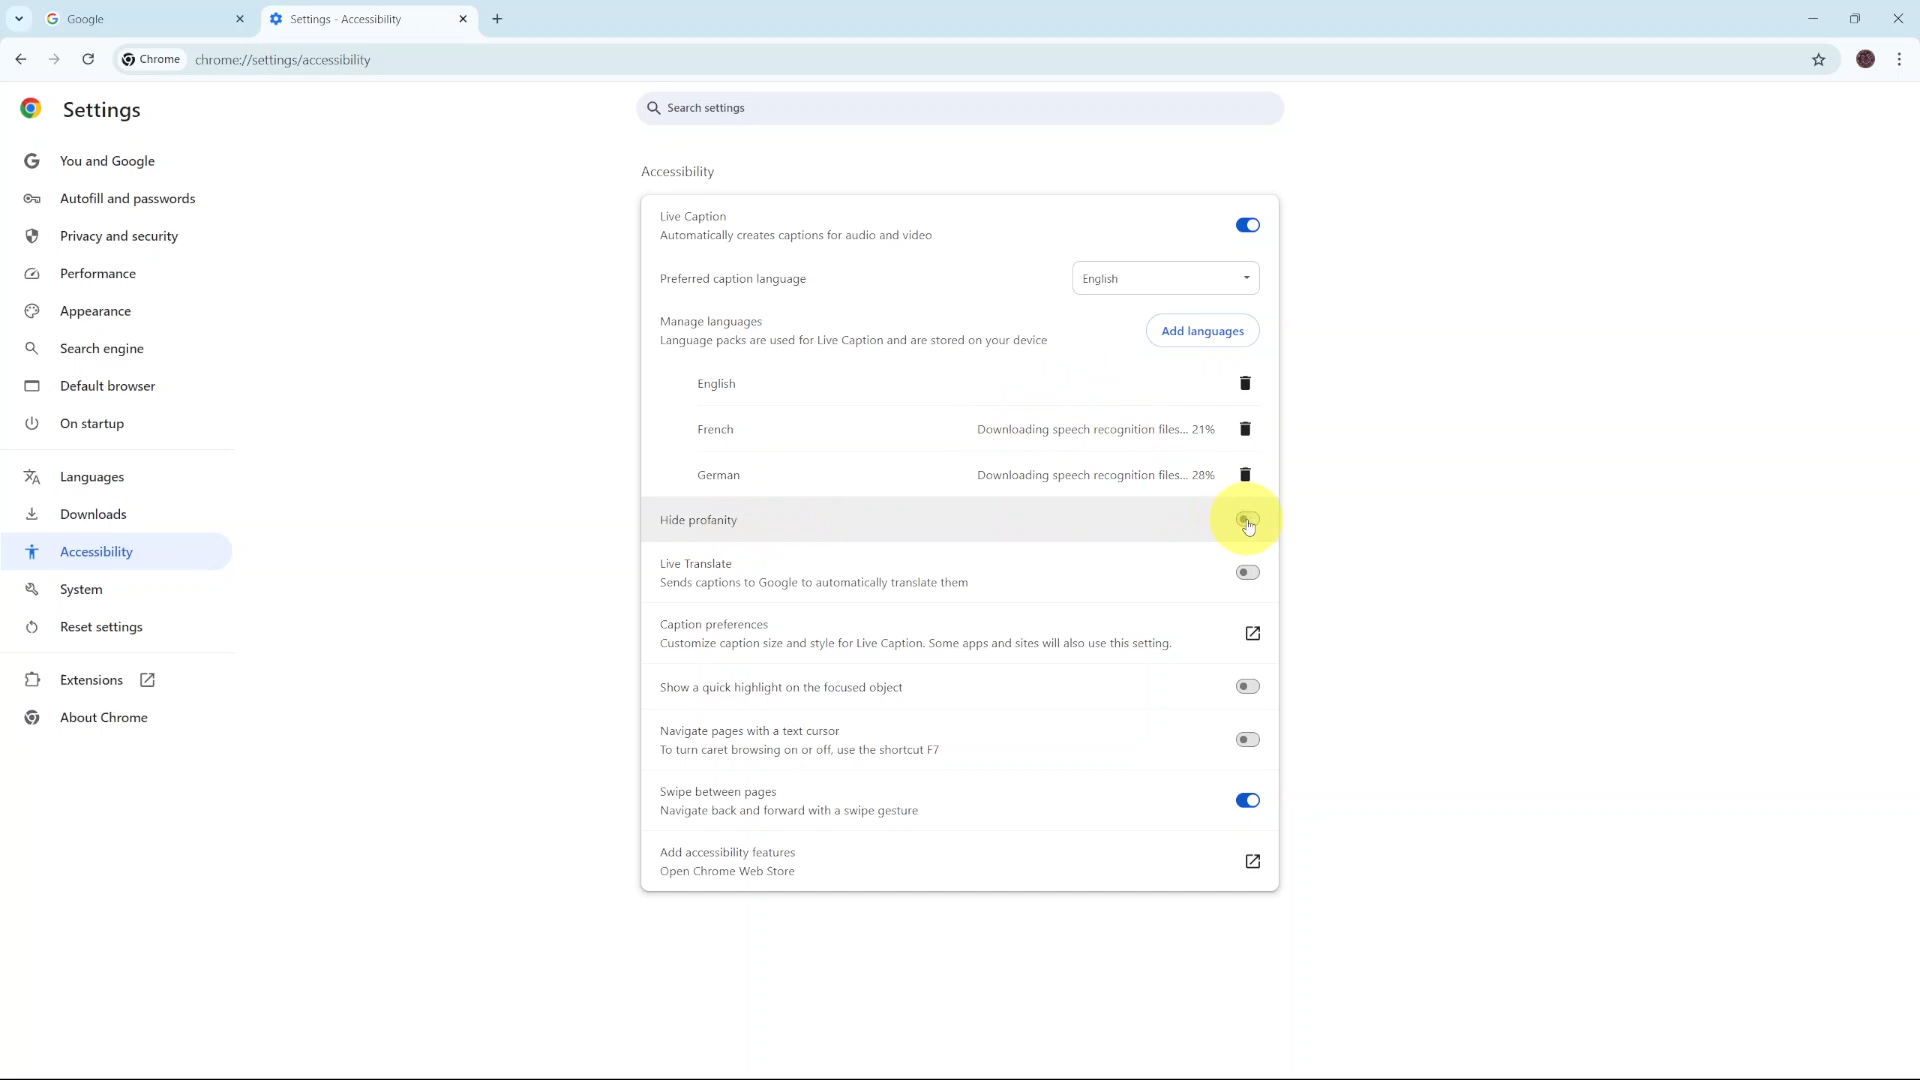 Google
Settings - Accessibility
Chrome
chrome://settings/accessibility
Settings
Search settings
You and Google
Autofill and passwords
Privacy and security
Performance
Appearance
Search engine
Default browser
On startup
Languages
Downloads
Accessibility
System
Reset settings
Extensions
About Chrome
Accessibility
Live Caption
Automatically creates captions for audio and video
Preferred caption language
English
Manage languages
Language packs are used for Live Caption and are stored on your device
Add languages
English
French
Downloading speech recognition files... 21%
German
Downloading speech recognition files... 28%
Hide profanity
Live Translate
Sends captions to Google to automatically translate them
Caption preferences
Customize caption size and style for Live Caption. Some apps and sites will also use this setting.
Show a quick highlight on the focused object
Navigate pages with a text cursor
To turn caret browsing on or off, use the shortcut F7
Swipe between pages
Navigate back and forward with a swipe gesture
Add accessibility features
Open Chrome Web Store